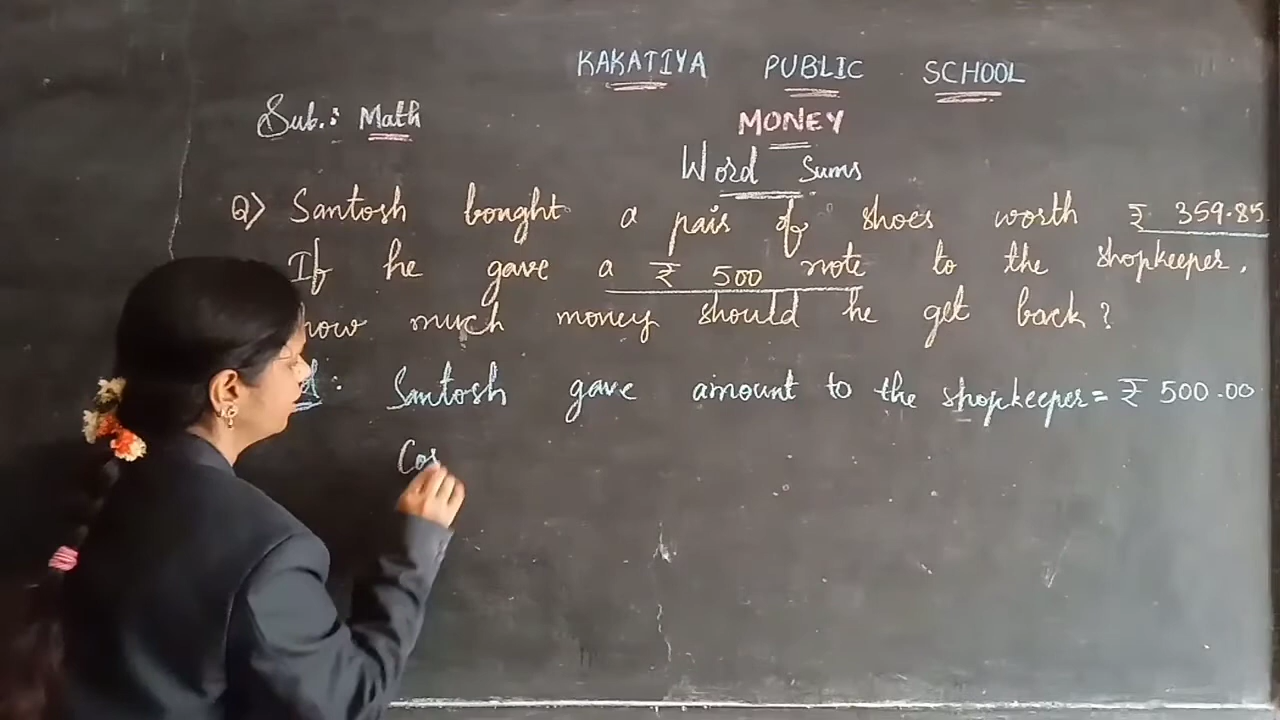 KAKATIYA PUBLIC SCHOOL
Sub.: Math
MONEY
Word Sums
Q> Santosh bought a pair of shoes worth ₹ 359.85
If he gave a ₹ 500 note to the shopkeeper.
how much money should he get back?
: Santosh gave amount to the shopkeeper = ₹ 500.00
Cos